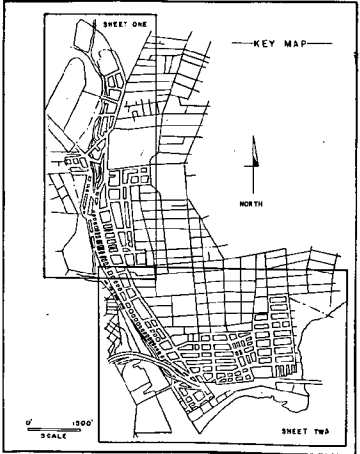 SHEET ONE
KEY MAP
NORTH
0' 1500'
SCALE
SHEET TWO